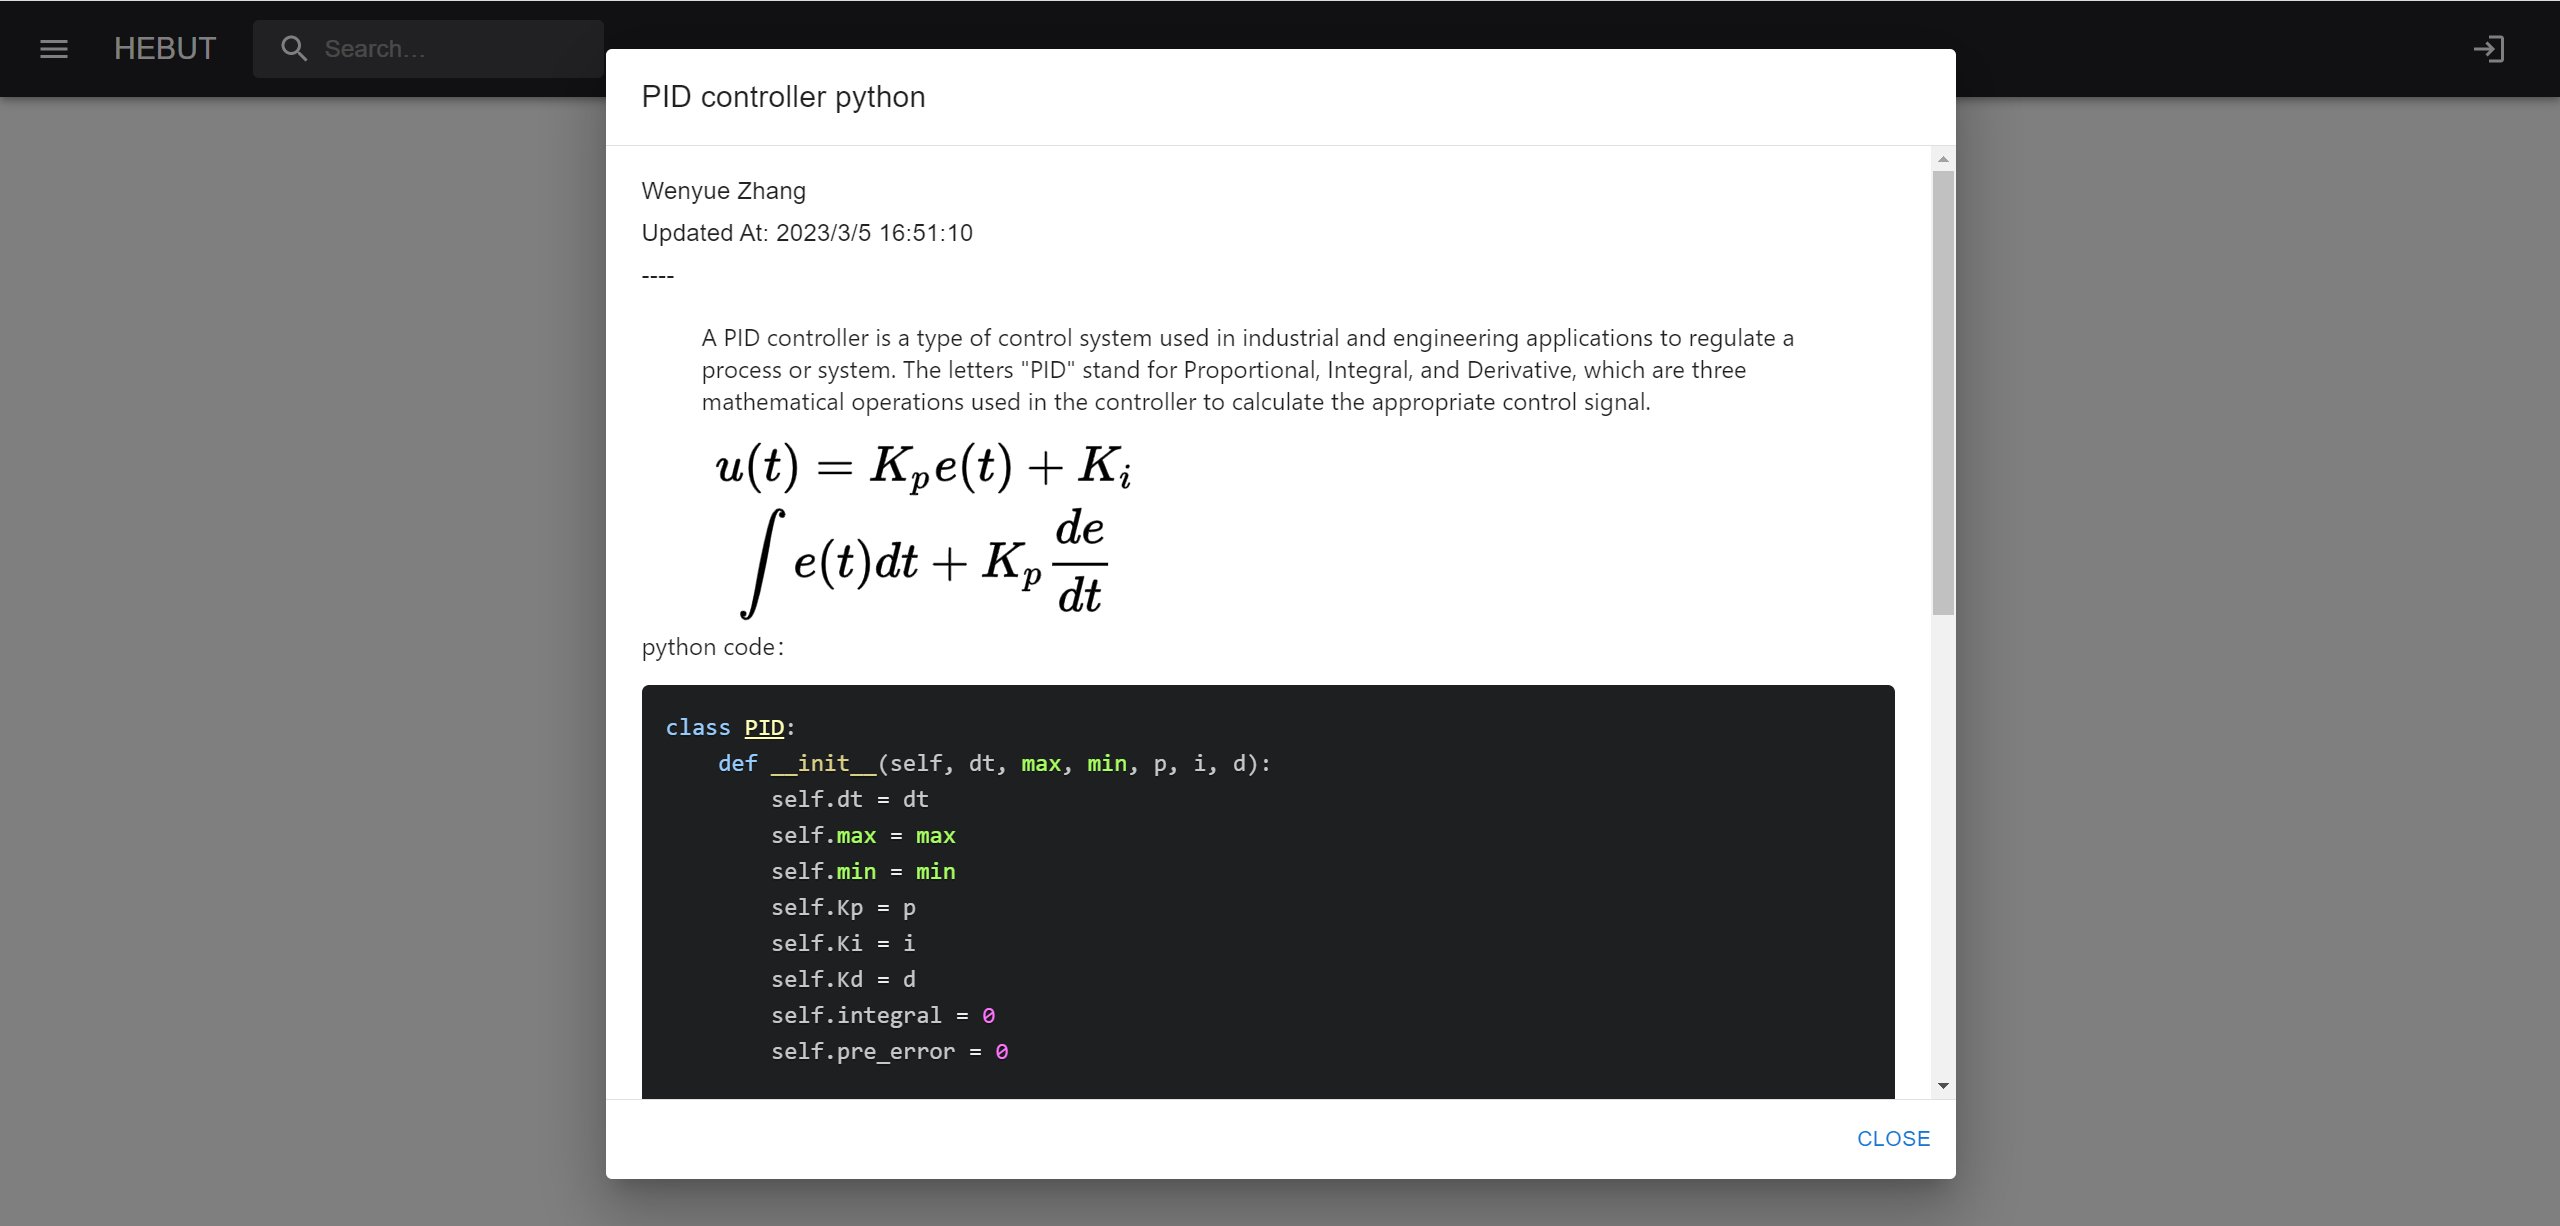 HEBUT Search...
PID controller python
Wenyue Zhang
Updated At: 2023/3/5 16:51:10
----
A PID controller is a type of control system used in industrial and engineering applications to regulate a
process or system. The letters "PID" stand for Proportional, Integral, and Derivative, which are three
mathematical operations used in the controller to calculate the appropriate control signal.
u(t) = K_p e(t) + K_i
∫ e(t)dt + K_p de/dt
python code：
class PID:
    def __init__(self, dt, max, min, p, i, d):
        self.dt = dt
        self.max = max
        self.min = min
        self.Kp = p
        self.Ki = i
        self.Kd = d
        self.integral = 0
        self.pre_error = 0
CLOSE